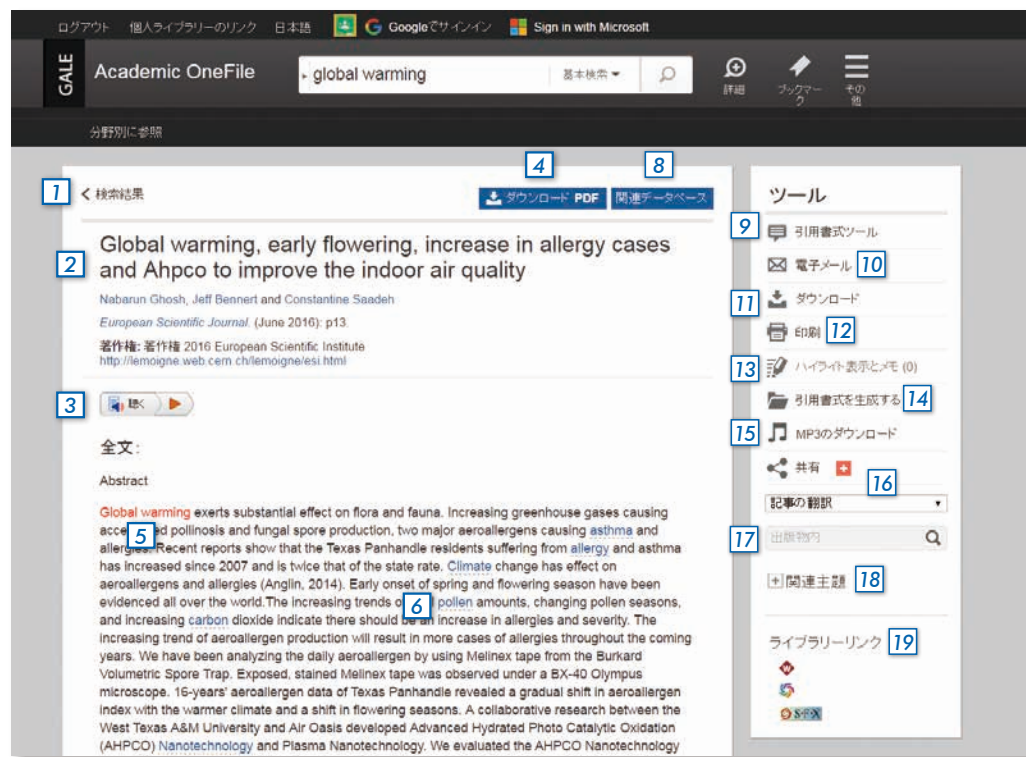 ログアウト 個人ライブラリーのリンク 日本語 Googleでサインイン Sign in with Microsoft
GALE
Academic OneFile
global warming 基本検索
詳細
ブックマーク
その他
分野別に参照
1
検索結果
4
8
ダウンロード PDF
関連データベース
2
Global warming, early flowering, increase in allergy cases
and Ahpco to improve the indoor air quality
Nabarun Ghosh, Jeff Bennert and Constantine Saadeh
European Scientific Journal. (June 2016): p13.
著作権: 著作権 2016 European Scientific Institute
http://lemoigne.web.cern.ch/lemoigne/esi.html
3
聴く
全文:
Abstract
Global warming exerts substantial effect on flora and fauna. Increasing greenhouse gases causing
5 pollinosis and fungal spore production, two major aeroallergens causing asthma and
allergies. Recent reports show that the Texas Panhandle residents suffering from allergy and asthma
has increased since 2007 and is twice that of the state rate. Climate change has effect on
aeroallergens and allergies (Anglin, 2014). Early onset of spring and flowering season have been
evidenced all over the world.The increasing trends 6 pollen amounts, changing pollen seasons,
and increasing carbon dioxide indicate there should be an increase in allergies and severity. The
increasing trend of aeroallergen production will result in more cases of allergies throughout the coming
years. We have been analyzing the daily aeroallergen by using Melinex tape from the Burkard
Volumetric Spore Trap. Exposed, stained Melinex tape was observed under a BX-40 Olympus
microscope. 16-years' aeroallergen data of Texas Panhandle revealed a gradual shift in aeroallergen
index with the warmer climate and a shift in flowering seasons. A collaborative research between the
West Texas A&M University and Air Oasis developed Advanced Hydrated Photo Catalytic Oxidation
(AHPCO) Nanotechnology and Plasma Nanotechnology. We evaluated the AHPCO Nanotechnology
ツール
9 引用書式ツール
電子メール 10
11 ダウンロード
印刷 12
13 ハイライト表示とメモ (0)
引用書式を生成する 14
15 MP3のダウンロード
共有
16
記事の翻訳
17 出版物内
関連主題 18
ライブラリーリンク 19
SFX